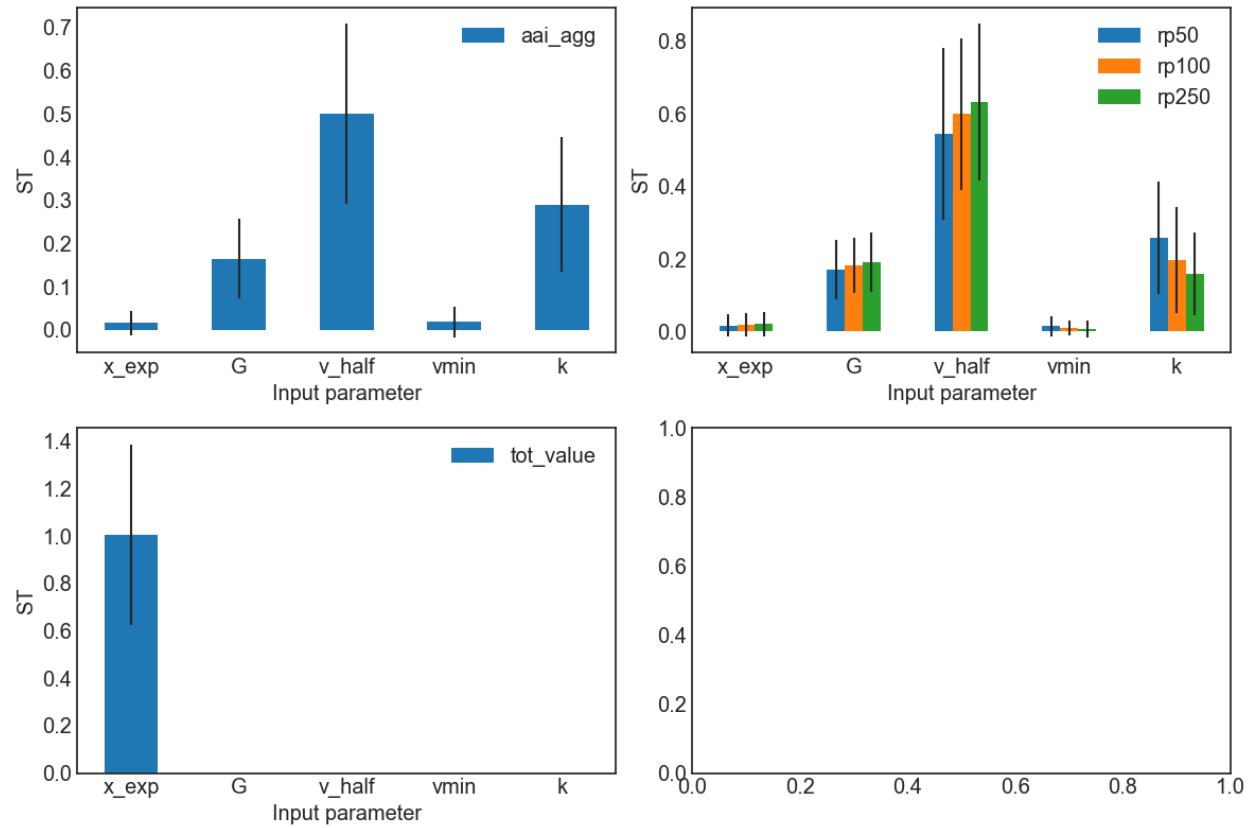 0.7
0.6
0.5
0.4
0.3
0.2
0.1
0.0
ST
aai_agg
x_exp G v_half vmin k
Input parameter
0.8
0.6
0.4
0.2
0.0
ST
rp50
rp100
rp250
x_exp G v_half vmin k
Input parameter
1.4
1.2
1.0
0.8
0.6
0.4
0.2
0.0
ST
tot_value
x_exp G v_half vmin k
Input parameter
1.0
0.8
0.6
0.4
0.2
0.0
0.0 0.2 0.4 0.6 0.8 1.0